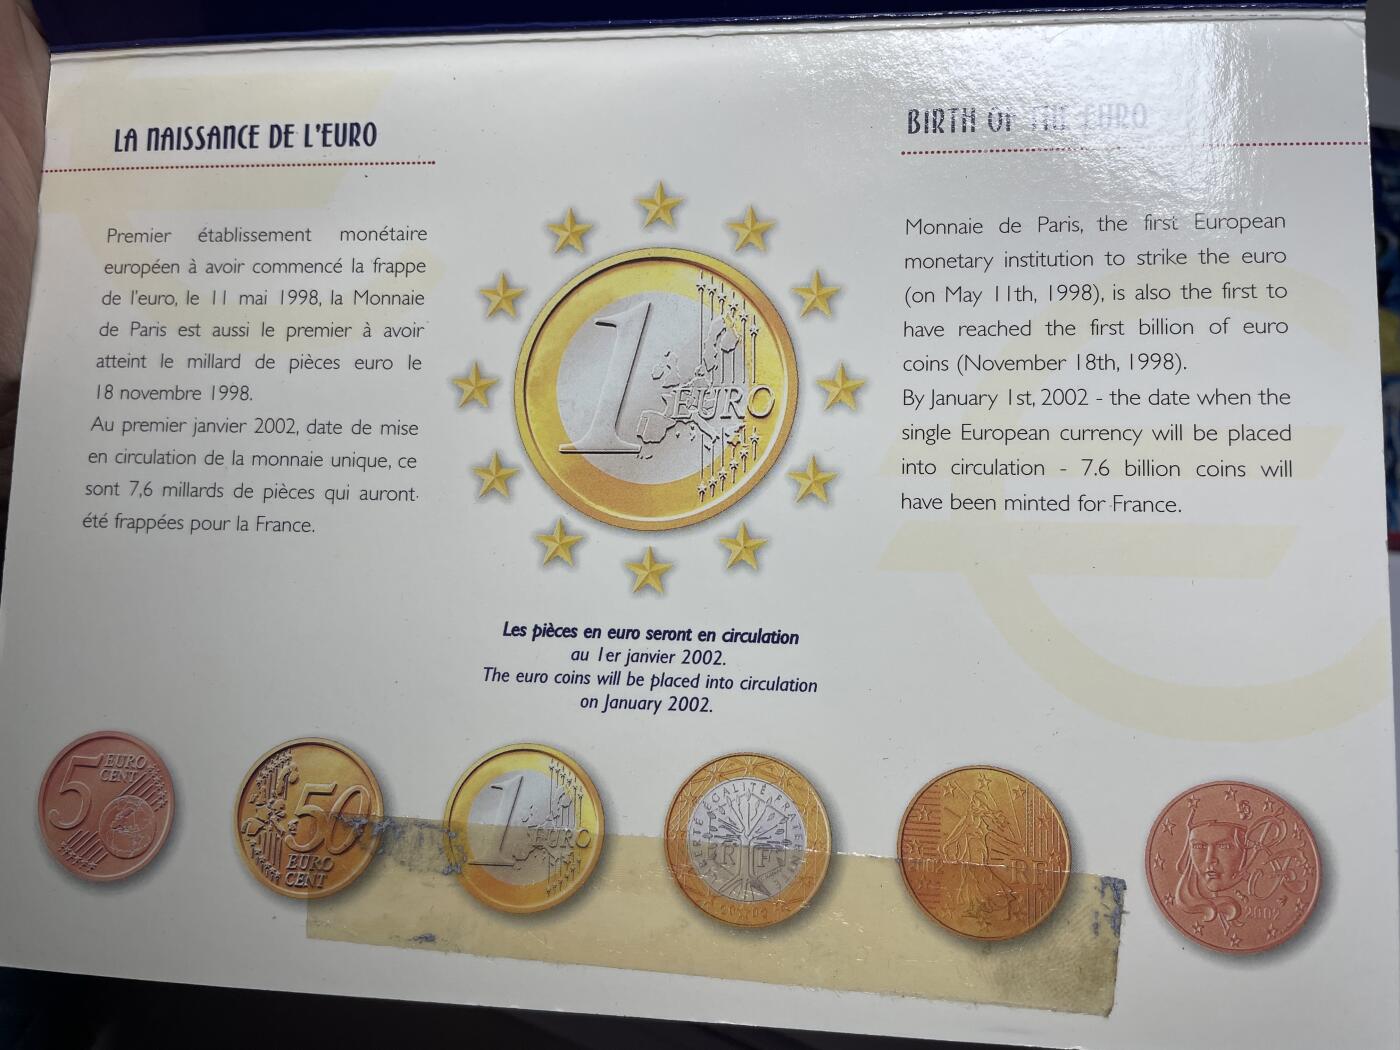 LA NAISSANCE DE L'EURO
Premier établissement monétaire
européen à avoir commencé la frappe
de l'euro, le 11 mai 1998, la Monnaie
de Paris est aussi le premier à avoir
atteint le millard de pièces euro le
18 novembre 1998.
Au premier janvier 2002, date de mise
en circulation de la monnaie unique, ce
sont 7,6 millards de pièces qui auront
été frappées pour la France.
1 EURO
Les pièces en euro seront en circulation
au 1er janvier 2002.
The euro coins will be placed into circulation
on January 2002.
BIRTH OF THE EURO
Monnaie de Paris, the first European
monetary institution to strike the euro
(on May 11th, 1998), is also the first to
have reached the first billion of euro
coins (November 18th, 1998).
By January 1st, 2002 - the date when the
single European currency will be placed
into circulation - 7.6 billion coins will
have been minted for France.
5 EURO
CENT
50
EURO
CENT
1 EURO
LIBERTÉ ÉGALITÉ FRATERNITÉ
RF
2002
2002 RF
RF
2002